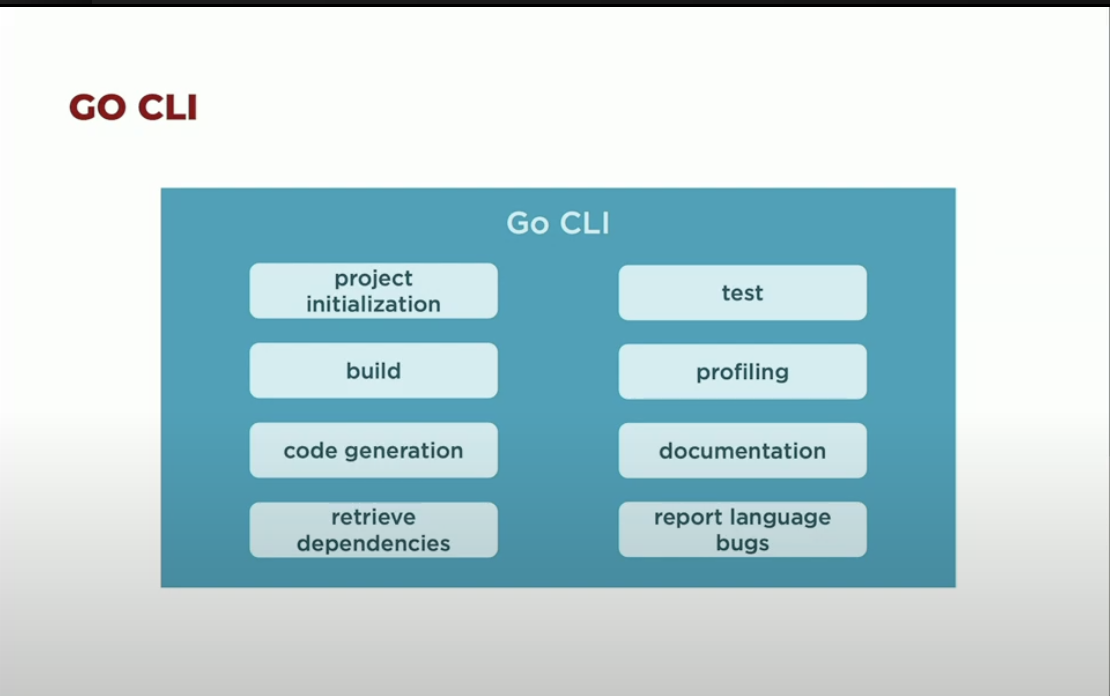 GO CLI
Go CLI
project
initialization
test
build
profiling
code generation
documentation
retrieve
dependencies
report language
bugs